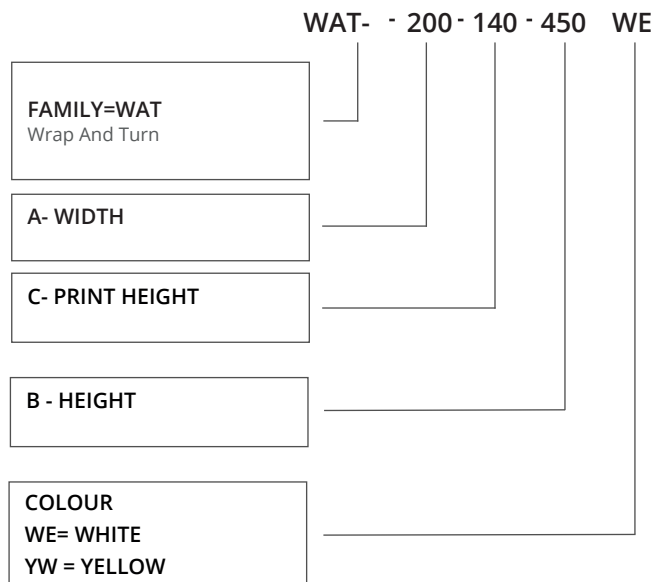 WAT- - 200 - 140 - 450 WE
FAMILY=WAT
Wrap And Turn
A- WIDTH
C- PRINT HEIGHT
B - HEIGHT
COLOUR
WE= WHITE
YW = YELLOW